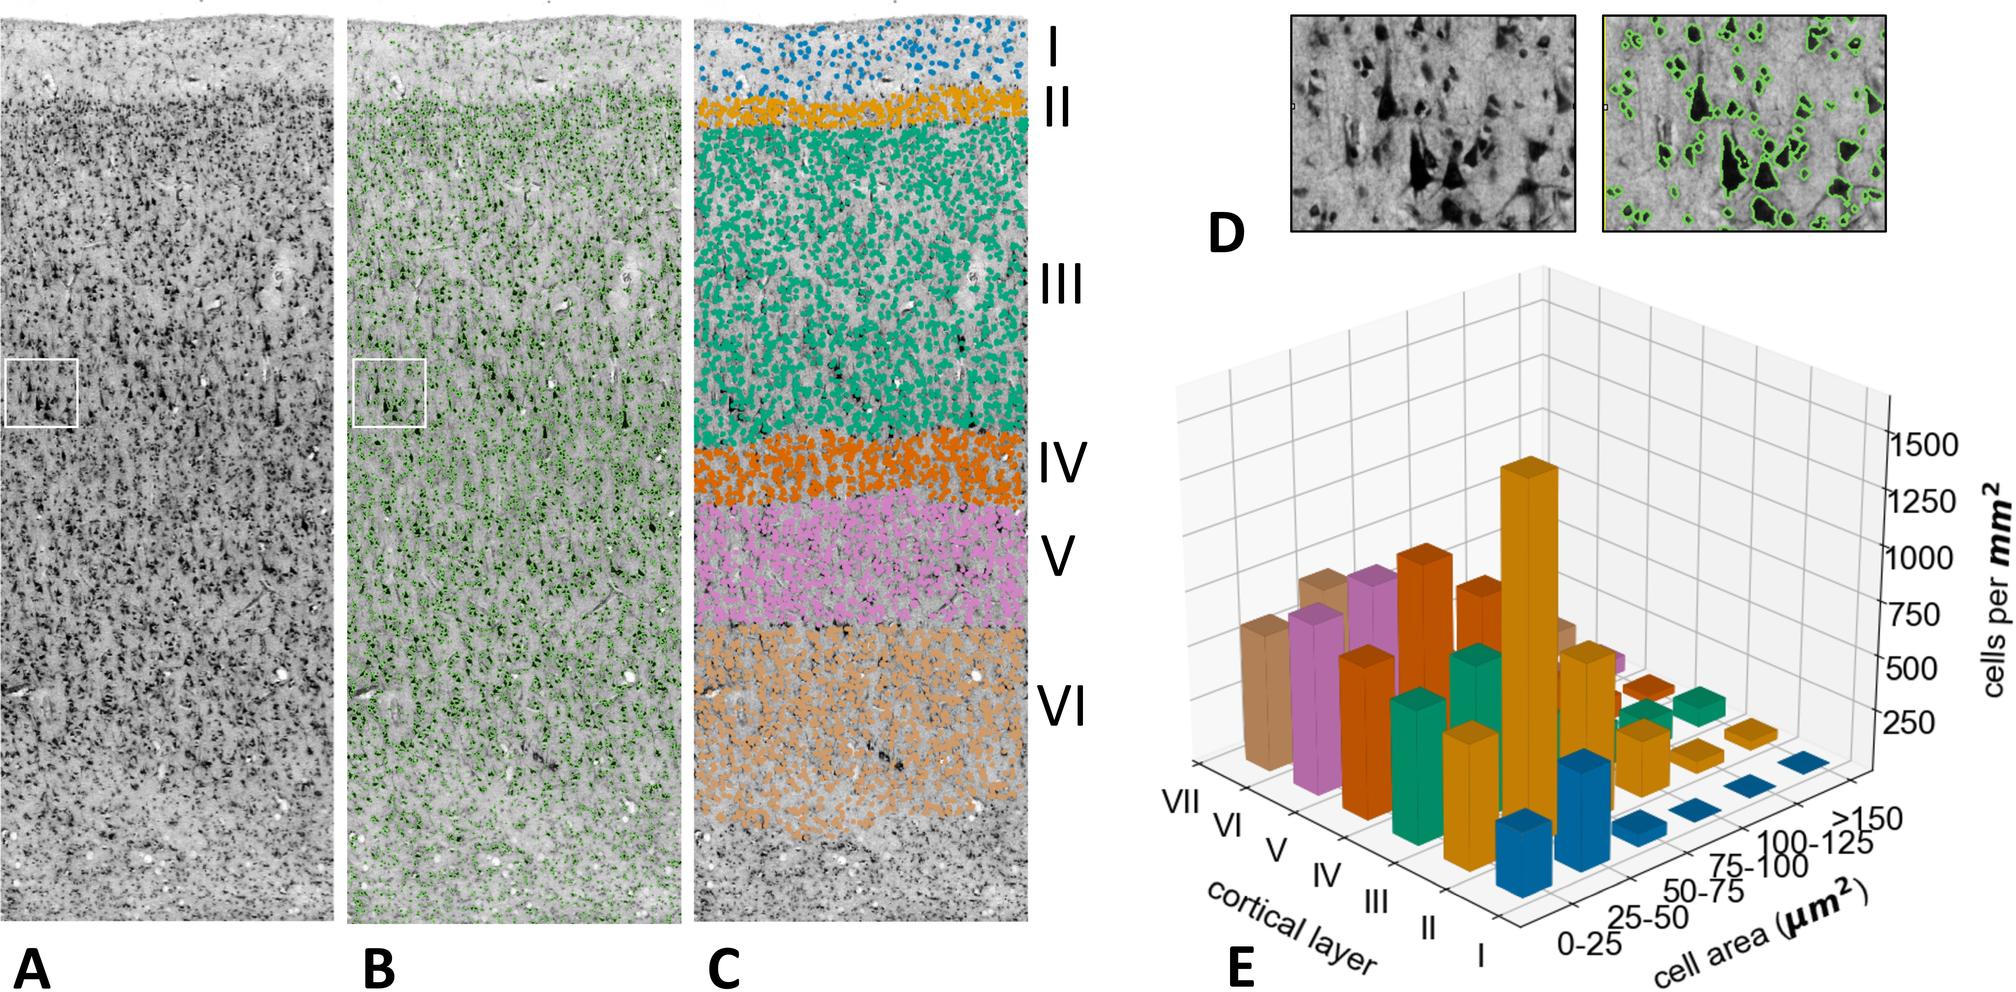 I
II
III
IV
V
VI
A
B
C
D
1500
1250
1000
750
500
250
cells per mm²
VII
VI
V
IV
III
II
I
cortical layer
0-25
25-50
50-75
75-100
100-125
>150
cell area (μm²)
E